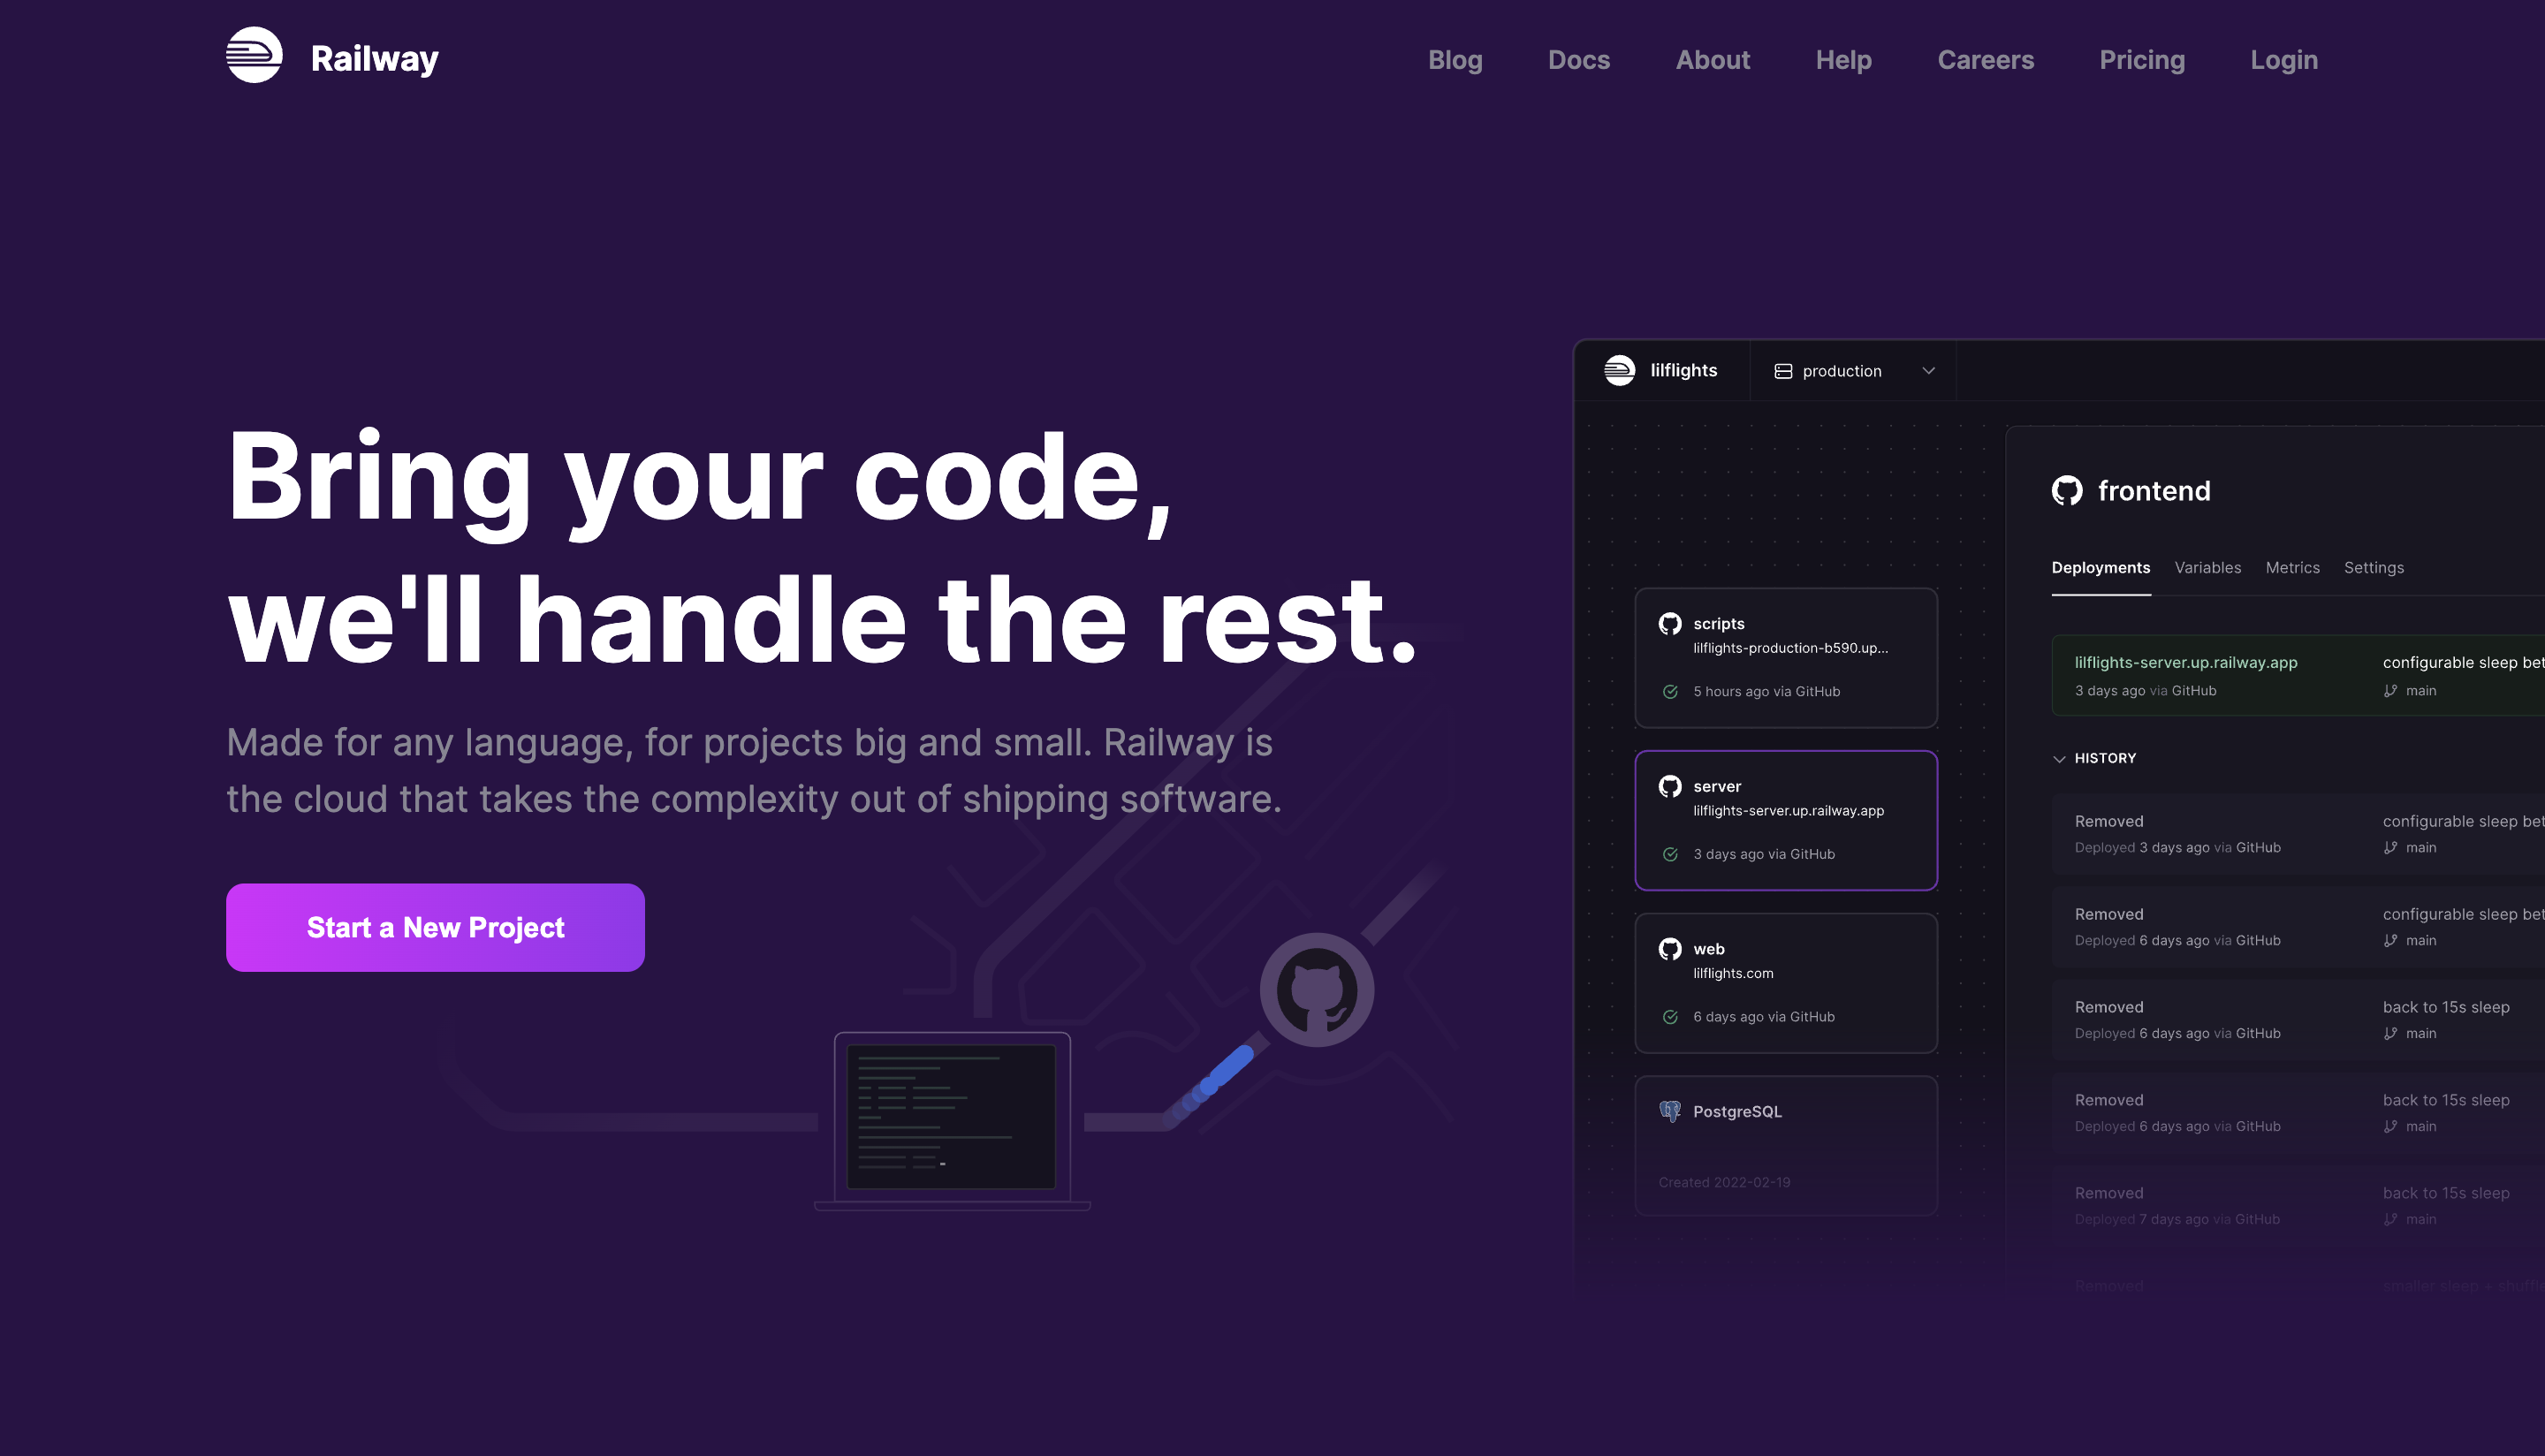 Railway
Blog
Docs
About
Help
Careers
Pricing
Login
Bring your code,
we'll handle the rest.
Made for any language, for projects big and small. Railway is
the cloud that takes the complexity out of shipping software.
Start a New Project
lilflights
production
scripts
lilflights-production-b590.up...
5 hours ago via GitHub
server
lilflights-server.up.railway.app
3 days ago via GitHub
web
lilflights.com
6 days ago via GitHub
PostgreSQL
Created 2022-02-19
frontend
Deployments
Variables
Metrics
Settings
lilflights-server.up.railway.app
configurable sleep bet
3 days ago via GitHub
main
HISTORY
Removed
configurable sleep bet
Deployed 3 days ago via GitHub
main
Removed
configurable sleep bet
Deployed 6 days ago via GitHub
main
Removed
back to 15s sleep
Deployed 6 days ago via GitHub
main
Removed
back to 15s sleep
Deployed 6 days ago via GitHub
main
Removed
back to 15s sleep
Deployed 7 days ago via GitHub
main
Removed
smaller sleep + shuffl